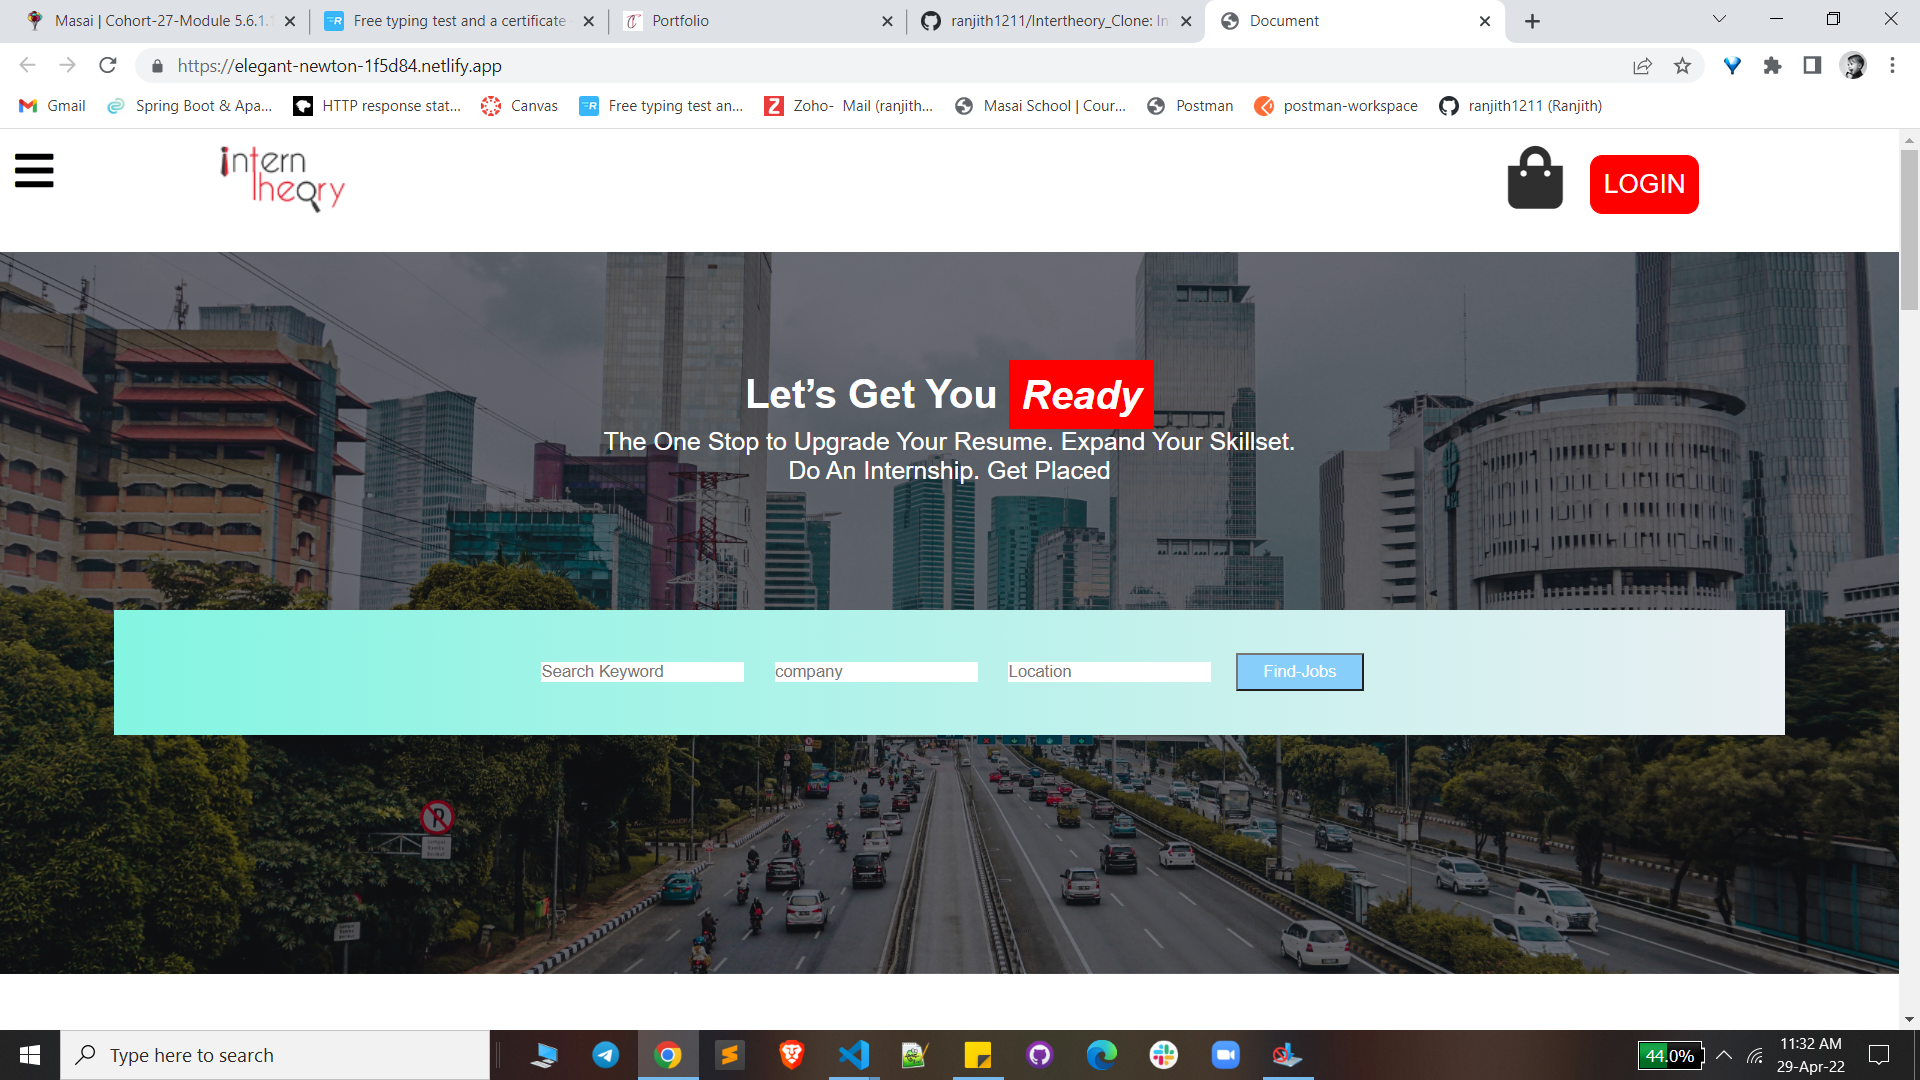 Masai | Cohort-27-Module 5.6.1.1
Free typing test and a certificate -
Portfolio
ranjith1211/Intertheory_Clone: In
Document
https://elegant-newton-1f5d84.netlify.app
Gmail
Spring Boot & Apa...
HTTP response stat...
Canvas
Free typing test an...
Zoho- Mail (ranjith...
Masai School | Cour...
Postman
postman-workspace
ranjith1211 (Ranjith)
intern
theory
LOGIN
Let’s Get You Ready
The One Stop to Upgrade Your Resume. Expand Your Skillset.
Do An Internship. Get Placed
Search Keyword
company
Location
Find-Jobs
Type here to search
44.0%
11:32 AM
29-Apr-22